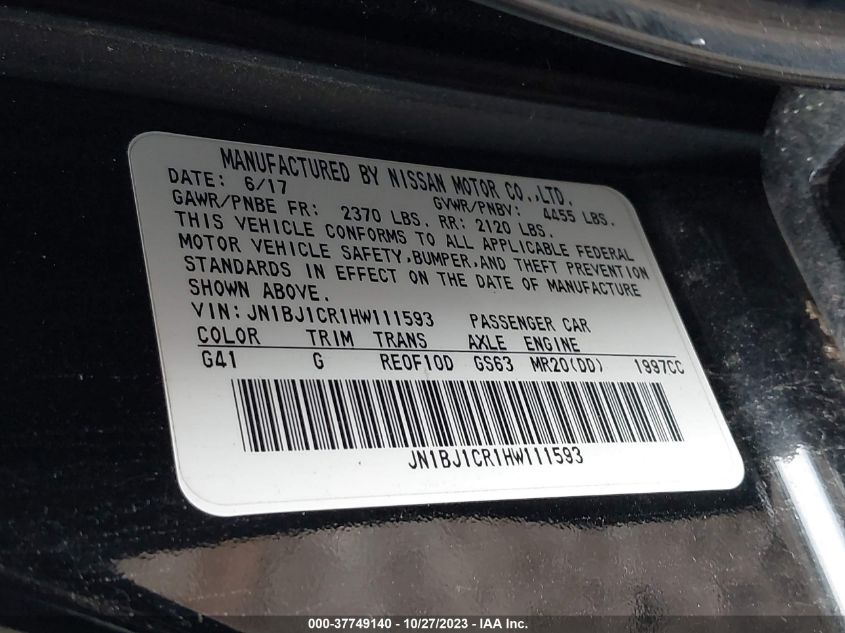 MANUFACTURED BY NISSAN MOTOR CO.,LTD.
DATE: 6/17 GVWR/PNBV: 4455 LBS.
GAWR/PNBE FR: 2370 LBS. RR: 2120 LBS.
THIS VEHICLE CONFORMS TO ALL APPLICABLE FEDERAL
MOTOR VEHICLE SAFETY,BUMPER,AND THEFT PREVENTION
STANDARDS IN EFFECT ON THE DATE OF MANUFACTURE
SHOWN ABOVE.
VIN: JN1BJ1CR1HW111593 PASSENGER CAR
COLOR TRIM TRANS AXLE ENGINE
G41 G RE0F10D GS63 MR20(DD) 1997CC
JN1BJ1CR1HW111593
000-37749140 - 10/27/2023 - IAA Inc.